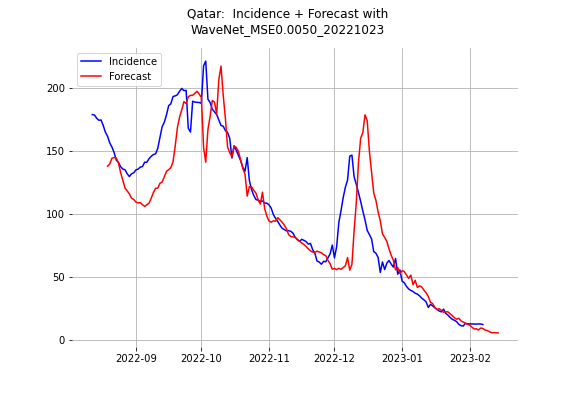 Qatar:  Incidence + Forecast with
WaveNet_MSE0.0050_20221023
Incidence
Forecast
200
150
100
50
0
2022-09 2022-10 2022-11 2022-12 2023-01 2023-02